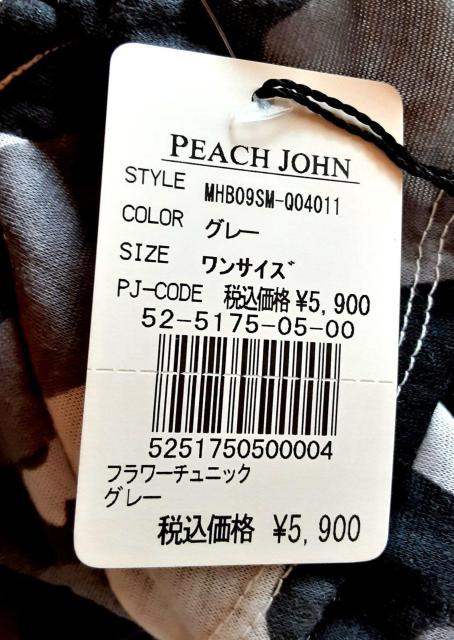 PEACH JOHN
STYLE MHB09SM-Q04011
COLOR グレー
SIZE ワンサイズ
PJ-CODE 税込価格 ¥5,900
52-5175-05-00
5251750500004
フラワーチュニック
グレー
税込価格 ¥5,900